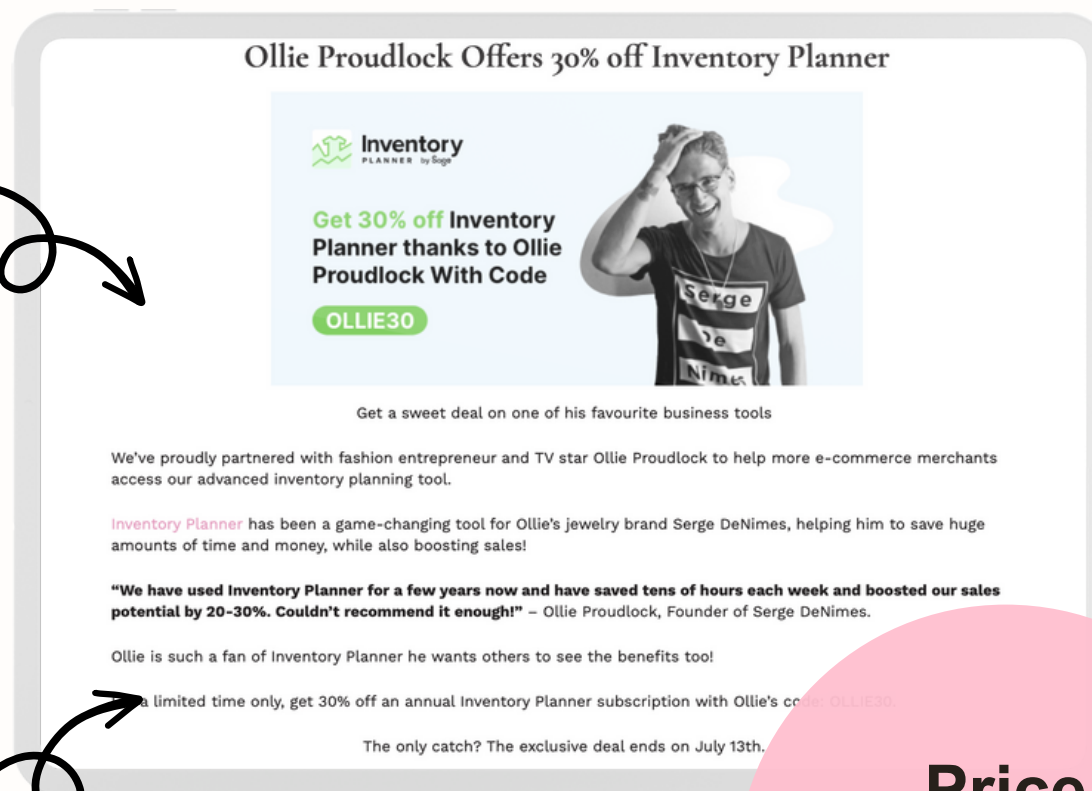 Ollie Proudlock Offers 30% off Inventory Planner
Inventory
PLANNER by Sage
Get 30% off Inventory
Planner thanks to Ollie
Proudlock With Code
OLLIE30
Serge
De
Nimes
Get a sweet deal on one of his favourite business tools
We've proudly partnered with fashion entrepreneur and TV star Ollie Proudlock to help more e-commerce merchants
access our advanced inventory planning tool.
Inventory Planner has been a game-changing tool for Ollie's jewelry brand Serge DeNimes, helping him to save huge
amounts of time and money, while also boosting sales!
“We have used Inventory Planner for a few years now and have saved tens of hours each week and boosted our sales
potential by 20-30%. Couldn't recommend it enough!” – Ollie Proudlock, Founder of Serge DeNimes.
Ollie is such a fan of Inventory Planner he wants others to see the benefits too!
a limited time only, get 30% off an annual Inventory Planner subscription with Ollie's code: OLLIE30.
The only catch? The exclusive deal ends on July 13th.
Price